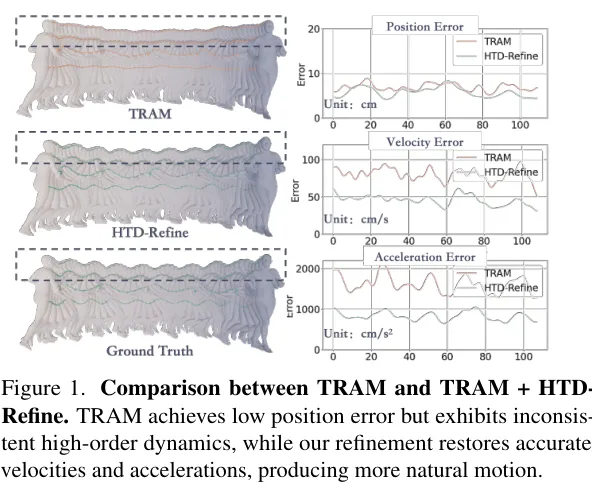 TRAM
HTD-Refine
Ground Truth
Position Error
20
10
0
Error
TRAM
HTD-Refine
Unit: cm
0 20 40 60 80 100
Velocity Error
100
50
0
Error
TRAM
HTD-Refine
Unit: cm/s
0 20 40 60 80 100
Acceleration Error
2000
1000
0
Error
TRAM
HTD-Refine
Unit: cm/s²
0 20 40 60 80 100
Figure 1. Comparison between TRAM and TRAM + HTD-
Refine. TRAM achieves low position error but exhibits inconsis-
tent high-order dynamics, while our refinement restores accurate
velocities and accelerations, producing more natural motion.